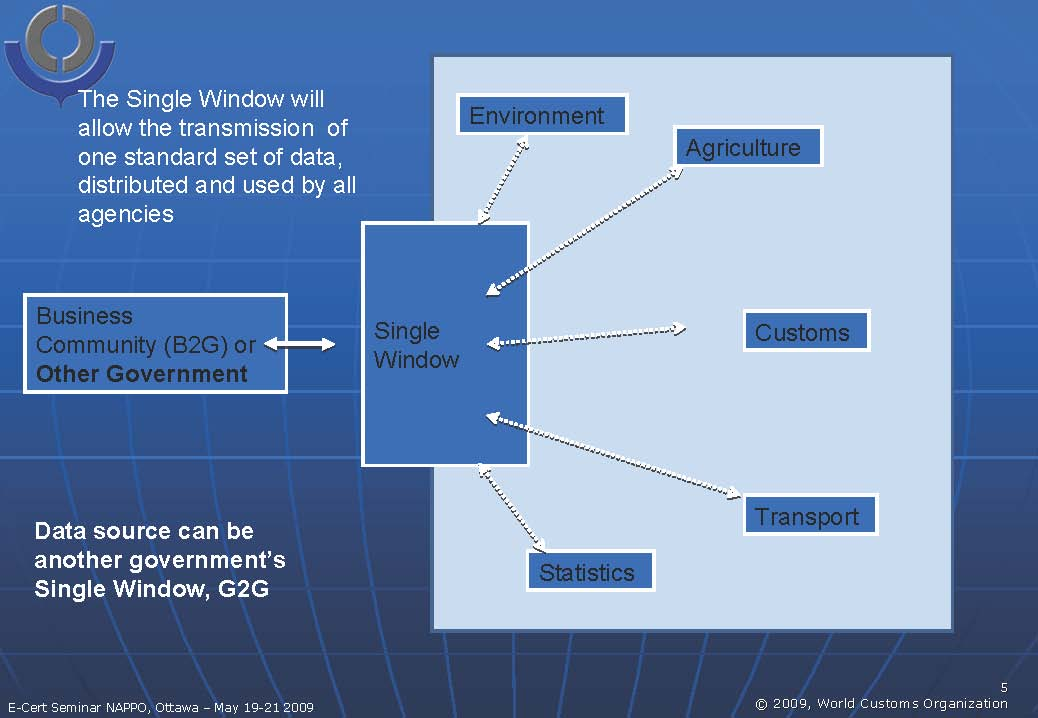 The Single Window will
allow the transmission of
one standard set of data,
distributed and used by all
agencies
Environment
Agriculture
Business
Community (B2G) or
Other Government
Single
Window
Customs
Transport
Statistics
Data source can be
another government's
Single Window, G2G
5
E-Cert Seminar NAPPO, Ottawa – May 19-21 2009
© 2009, World Customs Organization